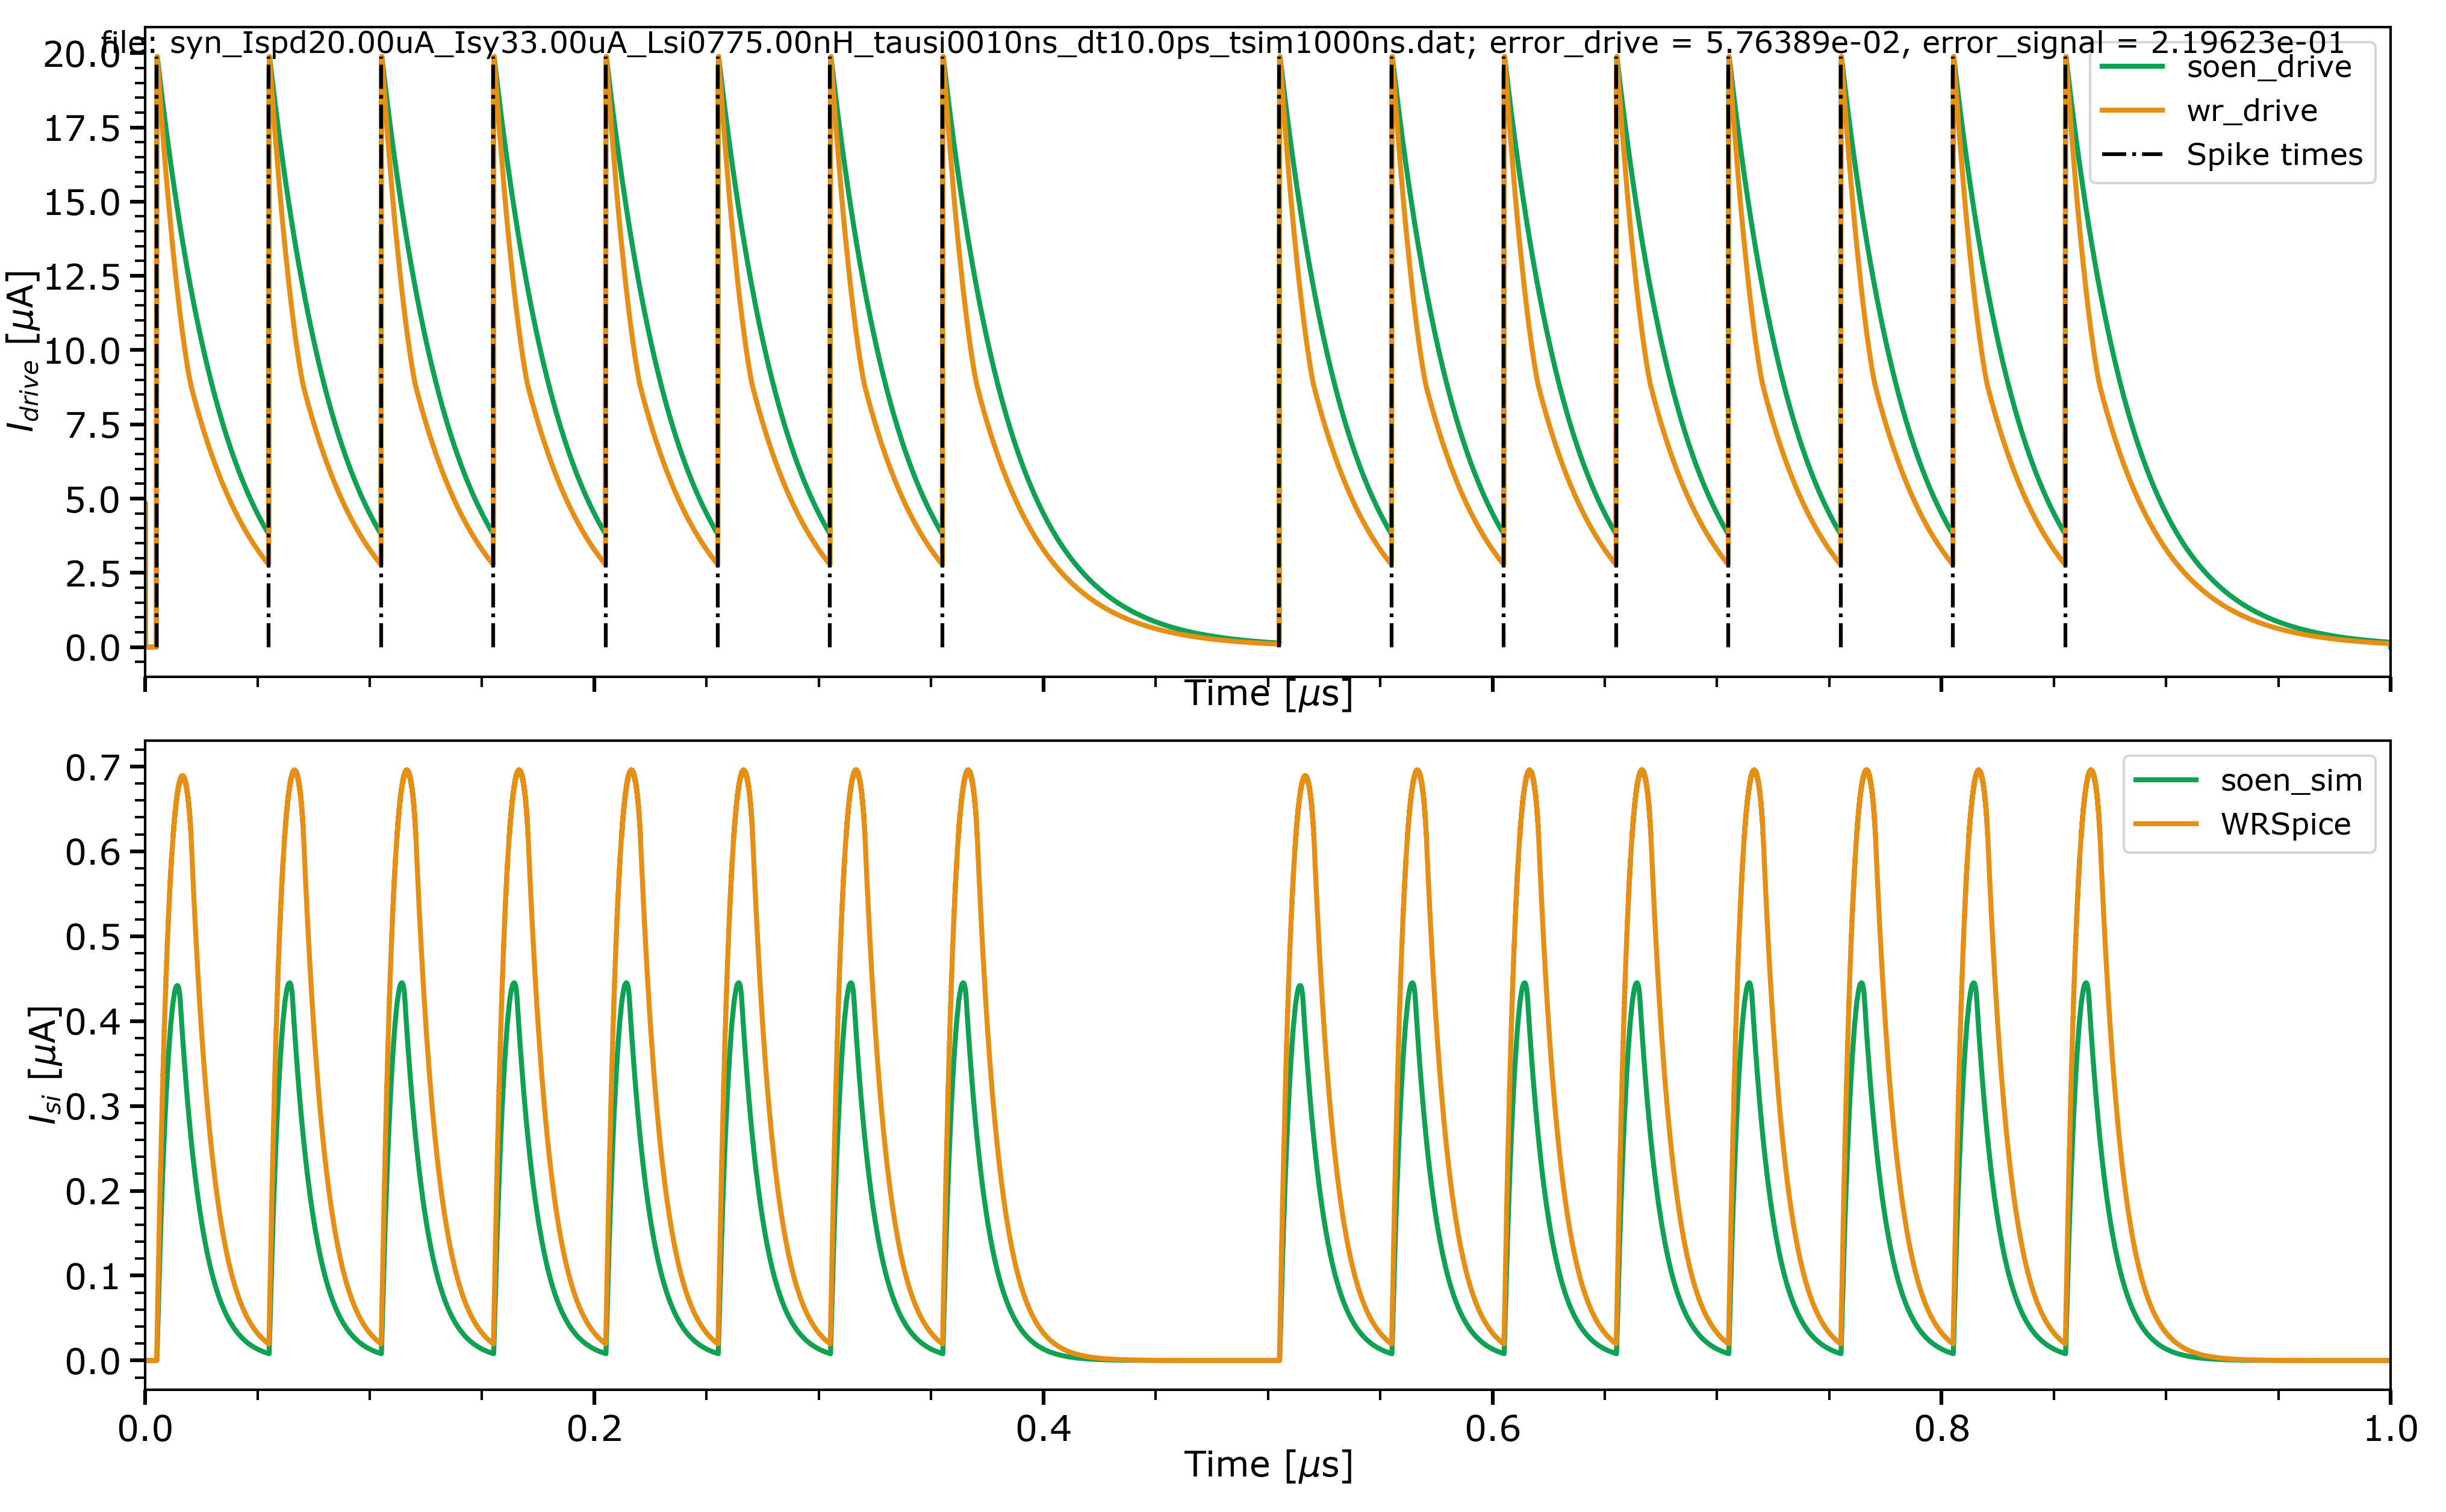 file: syn_Ispd20.00uA_Isy33.00uA_Lsi0775.00nH_tausi0010ns_dt10.0ps_tsim1000ns.dat; error_drive = 5.76389e-02, error_signal = 2.19623e-01
20.0
17.5
15.0
12.5
10.0
7.5
5.0
2.5
0.0
I_drive [μA]
soen_drive
wr_drive
Spike times
Time [μs]
0.7
0.6
0.5
0.4
0.3
0.2
0.1
0.0
I_si [μA]
soen_sim
WRSpice
0.0 0.2 0.4 0.6 0.8 1.0
Time [μs]